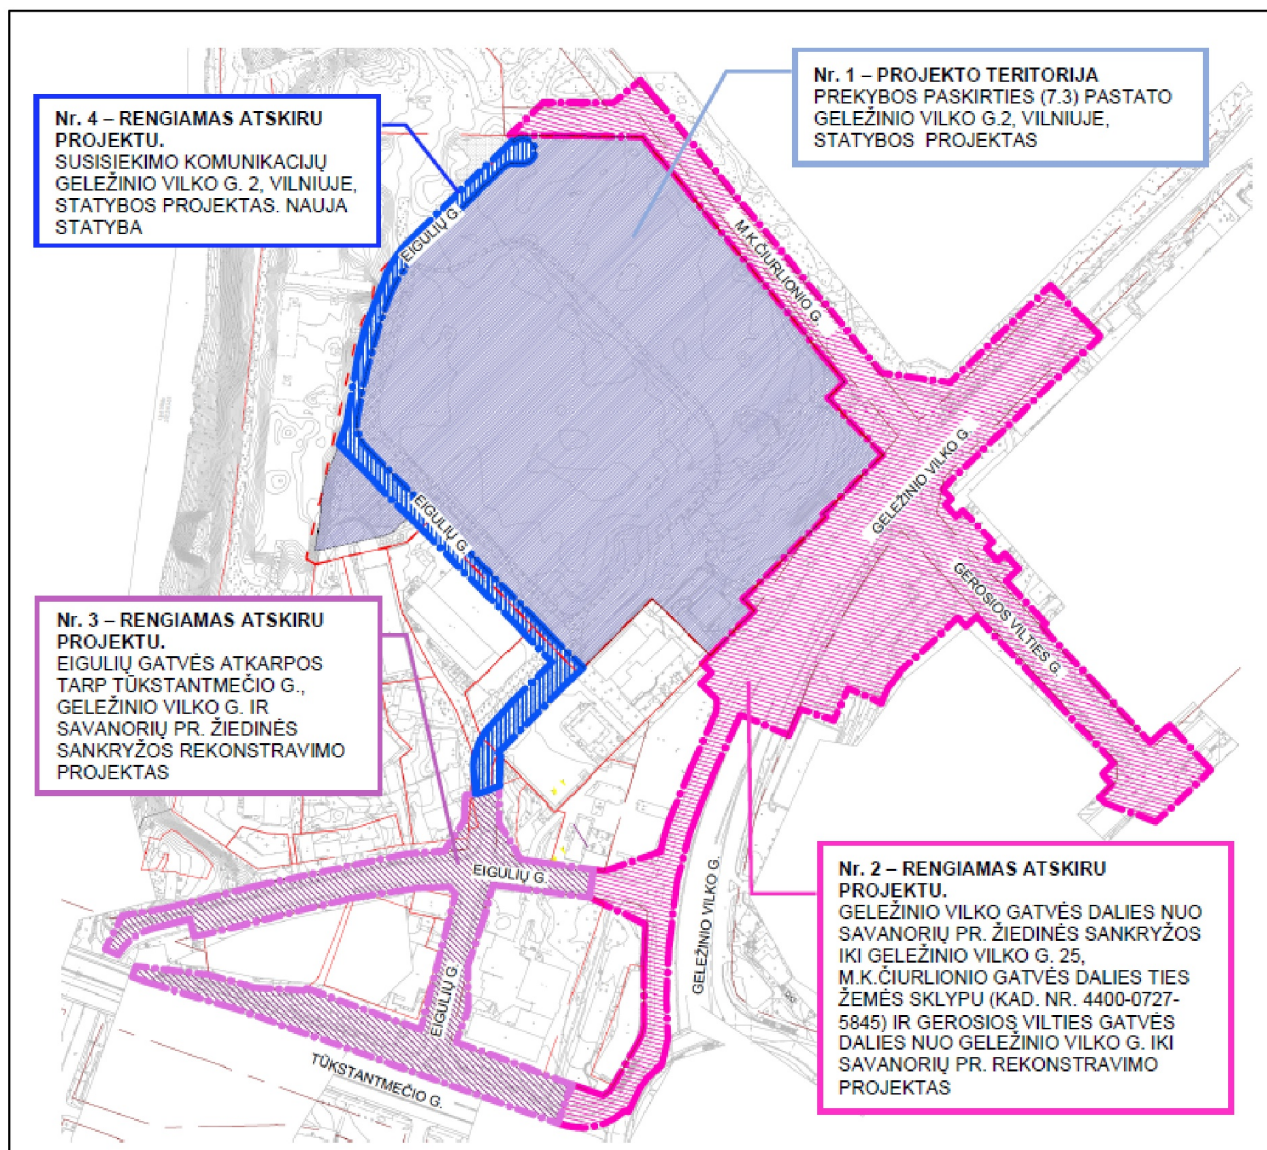 Nr. 1 – PROJEKTO TERITORIJA
PREKYBOS PASKIRTIES (7.3) PASTATO
GELEŽINIO VILKO G.2, VILNIUJE,
STATYBOS PROJEKTAS
Nr. 4 – RENGIAMAS ATSKIRU
PROJEKTU.
SUSISIEKIMO KOMUNIKACIJŲ
GELEŽINIO VILKO G. 2, VILNIUJE,
STATYBOS PROJEKTAS. NAUJA
STATYBA
EIGULIŲ G.
M.K.ČIURLIONIO G.
EIGULIŲ G.
GELEŽINIO VILKO G.
GEROSIOS VILTIES G.
Nr. 3 – RENGIAMAS ATSKIRU
PROJEKTU.
EIGULIŲ GATVĖS ATKARPOS
TARP TŪKSTANTMEČIO G.,
GELEŽINIO VILKO G. IR
SAVANORIŲ PR. ŽIEDINĖS
SANKRYŽOS REKONSTRAVIMO
PROJEKTAS
EIGULIŲ G.
GELEŽINIO VILKO G.
EIGULIŲ G.
TŪKSTANTMEČIO G.
Nr. 2 – RENGIAMAS ATSKIRU
PROJEKTU.
GELEŽINIO VILKO GATVĖS DALIES NUO
SAVANORIŲ PR. ŽIEDINĖS SANKRYŽOS
IKI GELEŽINIO VILKO G. 25,
M.K.ČIURLIONIO GATVĖS DALIES TIES
ŽEMĖS SKLYPU (KAD. NR. 4400-0727-
5845) IR GEROSIOS VILTIES GATVĖS
DALIES NUO GELEŽINIO VILKO G. IKI
SAVANORIŲ PR. REKONSTRAVIMO
PROJEKTAS